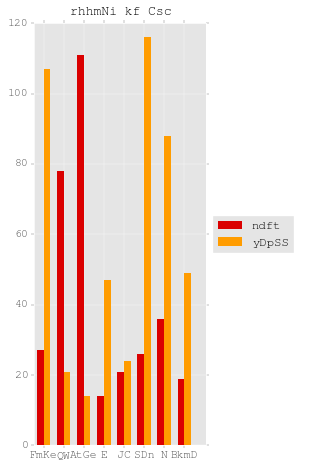 rhhmNi kf Csc
120
100
80
60
40
20
0
FmKe QW AtGe E JC SDn N BkmD
ndft
yDpSS